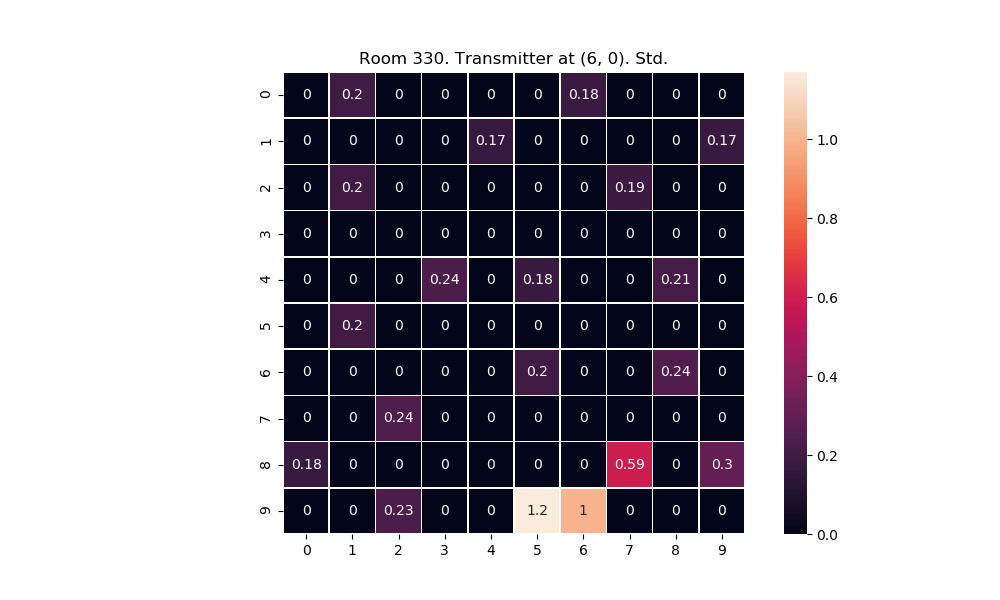 Room 330. Transmitter at (6, 0). Std.
0 0 0.2 0 0 0 0 0.18 0 0 0
1 0 0 0 0 0.17 0 0 0 0 0.17
1.0
2 0 0.2 0 0 0 0 0 0.19 0 0
0.8
3 0 0 0 0 0 0 0 0 0 0
4 0 0 0 0.24 0 0.18 0 0 0.21 0
0.6
5 0 0.2 0 0 0 0 0 0 0 0
6 0 0 0 0 0 0.2 0 0 0.24 0
0.4
7 0 0 0.24 0 0 0 0 0 0 0
8 0.18 0 0 0 0 0 0 0.59 0 0.3
0.2
9 0 0 0.23 0 0 1.2 1 0 0 0
0.0
0 1 2 3 4 5 6 7 8 9